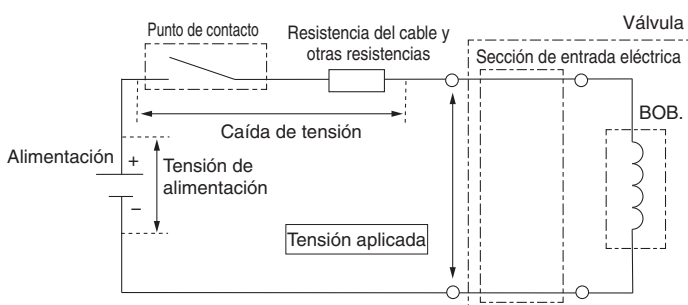 Válvula
Punto de contacto
Resistencia del cable y
otras resistencias
Sección de entrada eléctrica
Caída de tensión
BOB.
Alimentación
+
−
Tensión de
alimentación
Tensión aplicada